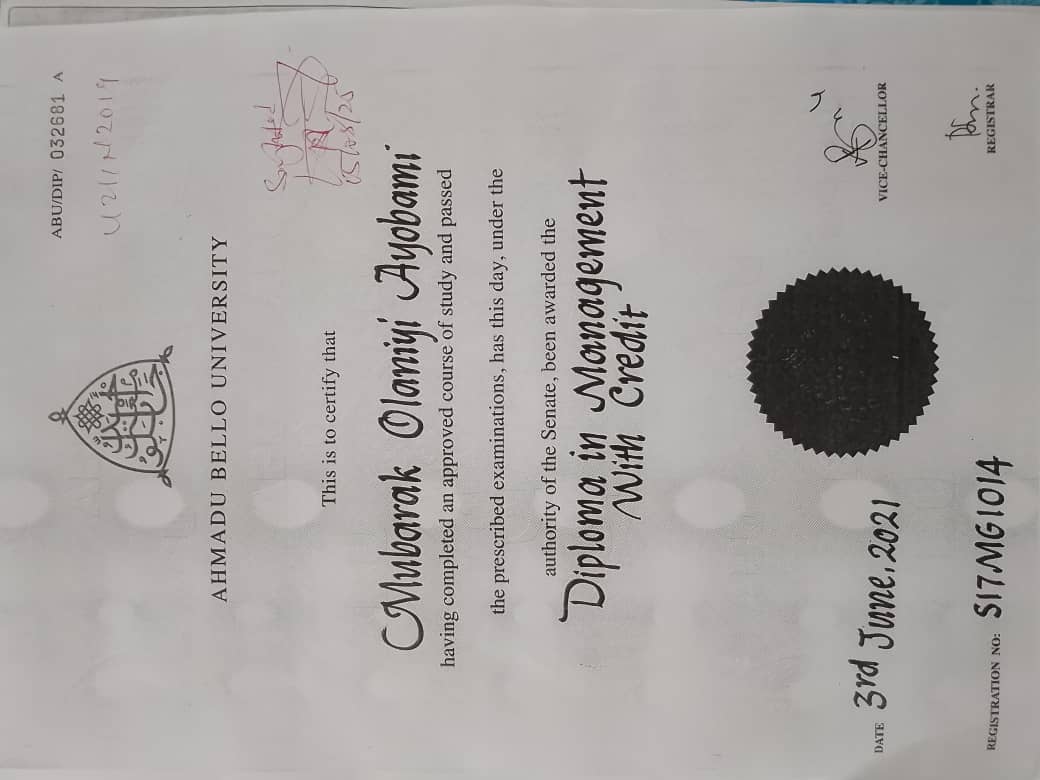 ABU/DIP/ 032681 A
U21/N2019
AHMADU BELLO UNIVERSITY
This is to certify that
Mubarak Olaniyi Ayobami
having completed an approved course of study and passed
the prescribed examinations, has this day, under the
authority of the Senate, been awarded the
Diploma in Management
With Credit
VICE-CHANCELLOR
DATE 3rd June, 2021
REGISTRAR
REGISTRATION NO: S17MG1014